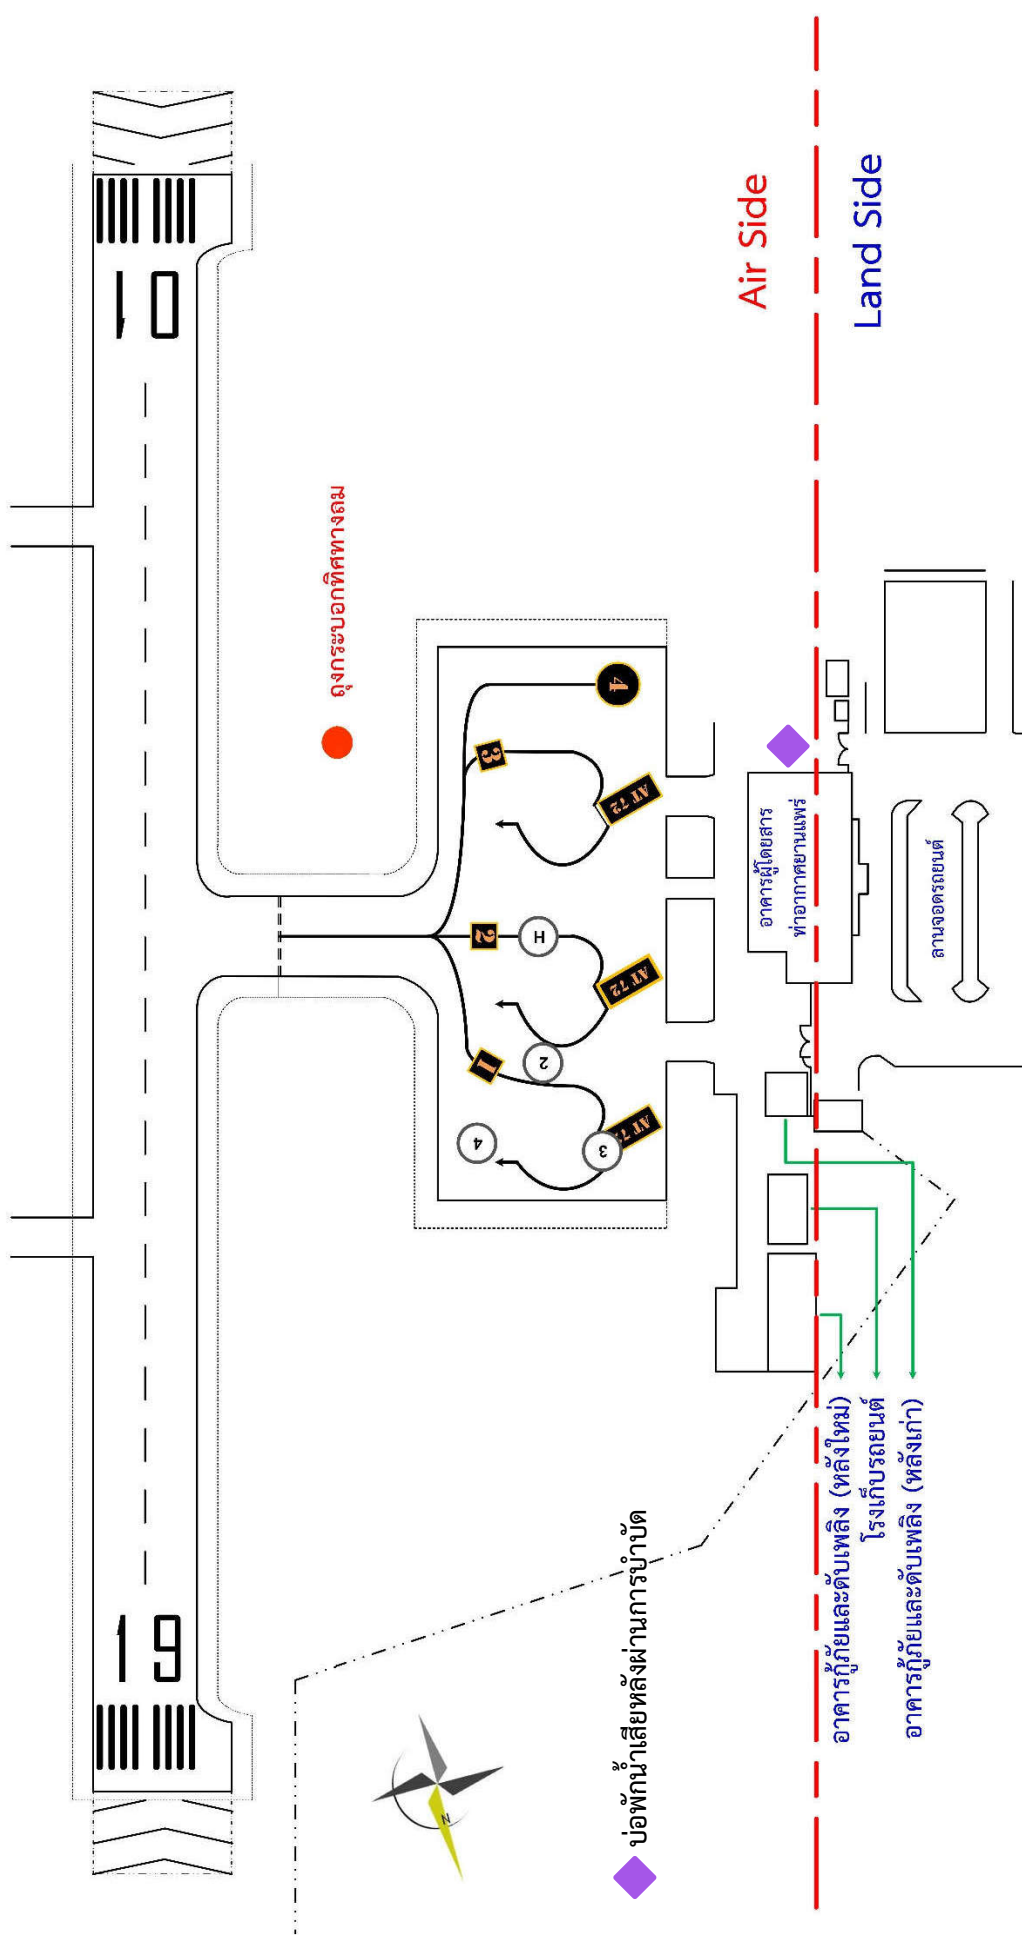 Air Side
Land Side
01
ถุงกระบอกทิศทางลม
4
3
AT 72
อาคารผู้โดยสาร
ท่าอากาศยานแพร่
ลานจอดรถยนต์
2
H
AT 72
1
2
3
4
AT 7
อาคารกู้ภัยและดับเพลิง (หลังใหม่)
โรงเก็บรถยนต์
อาคารกู้ภัยและดับเพลิง (หลังเก่า)
บ่อพักน้ำเสียหลังผ่านการบำบัด
19
N